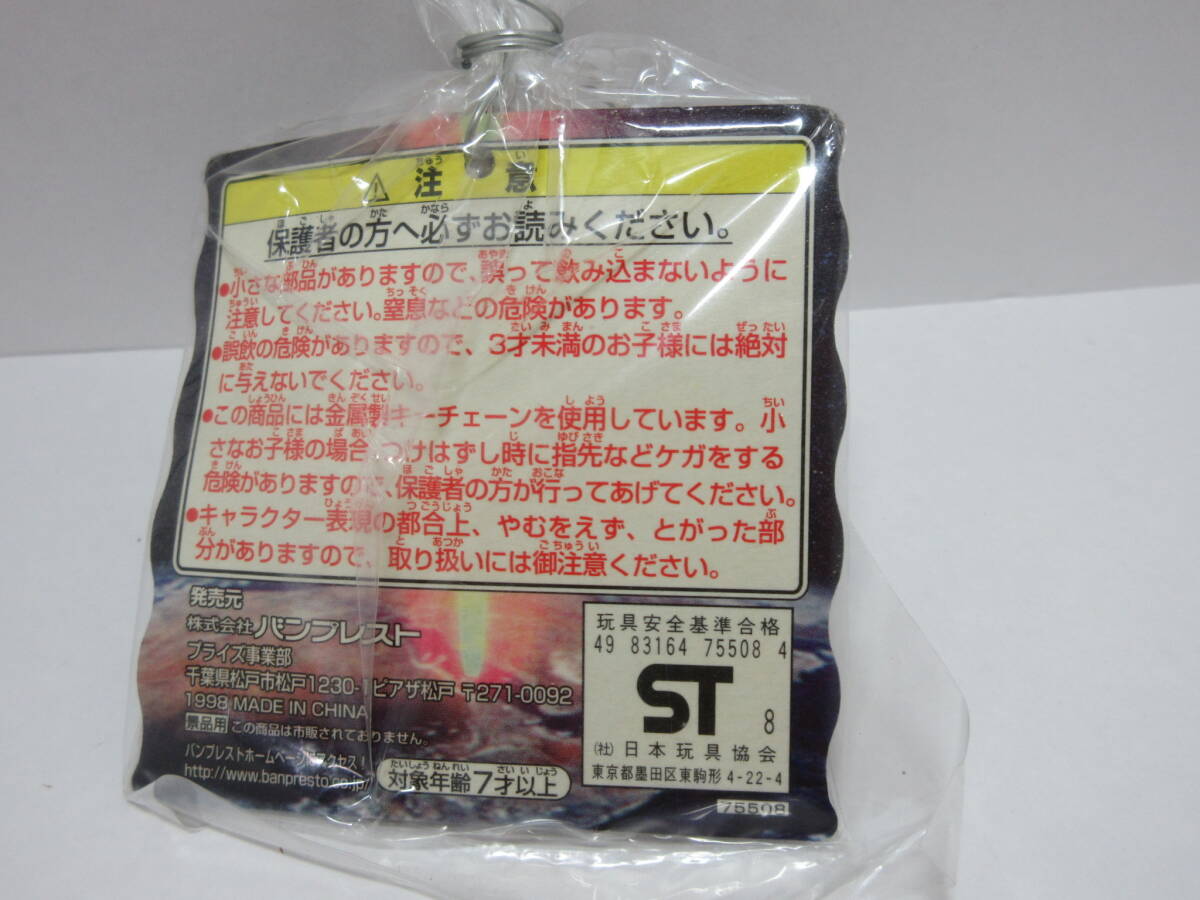 ⚠ 注意
保護者の方へ必ずお読みください。
●小さな部品がありますので、誤って飲み込まないように
注意してください。窒息などの危険があります。
●誤飲の危険がありますので、3才未満のお子様には絶対
に与えないでください。
●この商品には金属製キーチェーンを使用しています。小
さなお子様の場合、つけはずし時に指先などケガをする
危険がありますので、保護者の方が行ってあげてください。
●キャラクター表現の都合上、やむをえず、とがった部
分がありますので、取り扱いには御注意ください。
発売元
株式会社 バンプレスト
プライズ事業部
千葉県松戸市松戸1230-1 ピアザ松戸 〒271-0092
1998 MADE IN CHINA
景品用 この商品は市販されておりません。
バンプレストホームページにアクセス!
http://www.banpresto.co.jp/
対象年齢7才以上
玩具安全基準合格
49 83164 75508 4
ST 8
(社)日本玩具協会
東京都墨田区東駒形4-22-4
75508